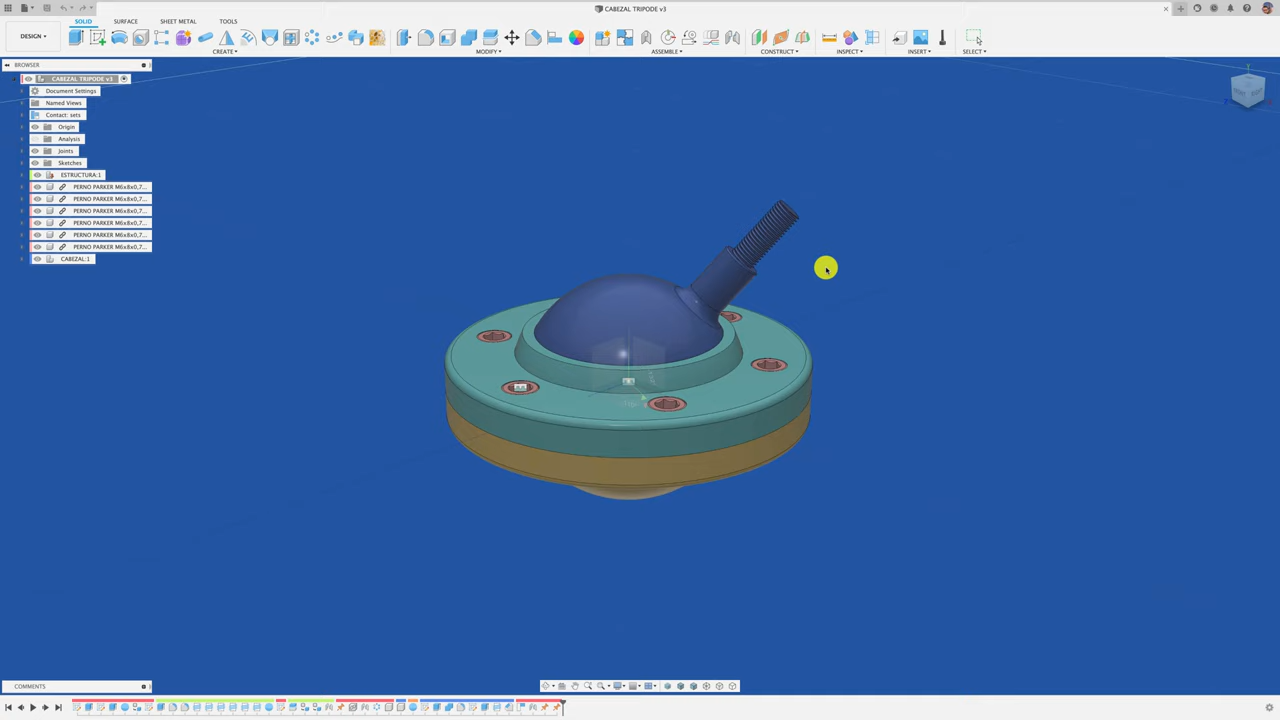 CABEZAL TRIPODE v3
SOLID
SURFACE
SHEET METAL
TOOLS
DESIGN
CREATE
MODIFY
ASSEMBLE
CONSTRUCT
INSPECT
INSERT
SELECT
BROWSER
CABEZAL TRIPODE v3
Document Settings
Named Views
Contact: sets
Origin
Analysis
Joints
Sketches
ESTRUCTURA:1
PERNO PARKER M6x8x0,7...
PERNO PARKER M6x8x0,7...
PERNO PARKER M6x8x0,7...
PERNO PARKER M6x8x0,7...
PERNO PARKER M6x8x0,7...
PERNO PARKER M6x8x0,7...
CABEZAL:1
COMMENTS